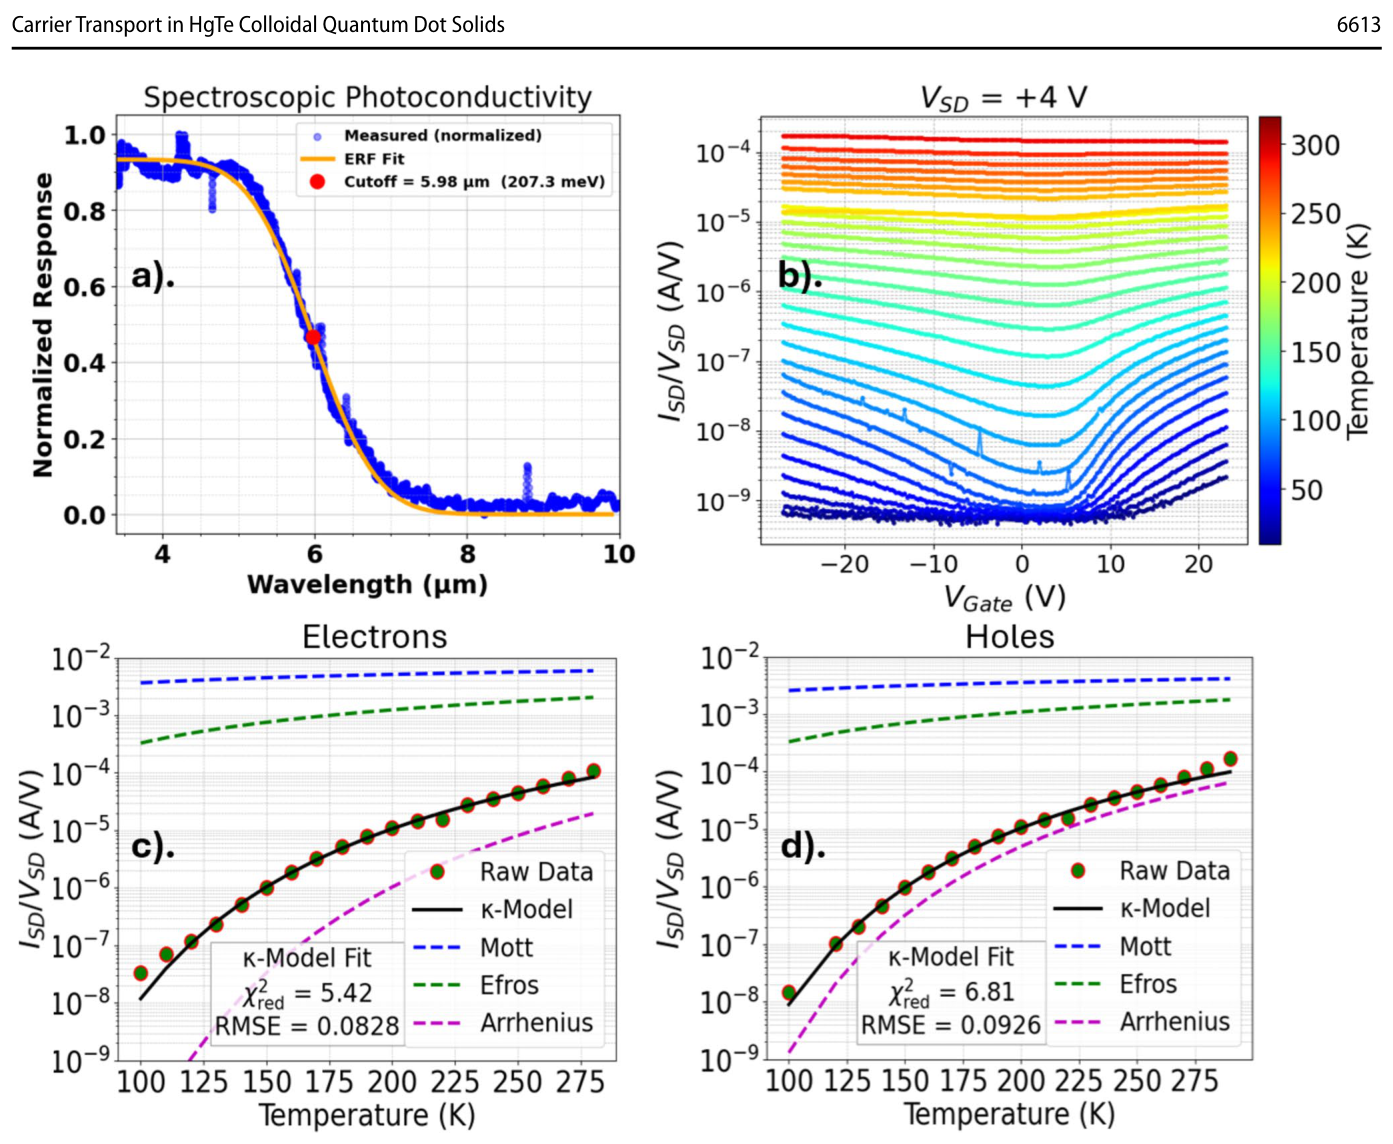 Carrier Transport in HgTe Colloidal Quantum Dot Solids 6613
Spectroscopic Photoconductivity
Normalized Response
1.0
0.8
0.6
0.4
0.2
0.0
Measured (normalized)
ERF Fit
Cutoff = 5.98 μm (207.3 meV)
a).
4 6 8 10
Wavelength (μm)
V_SD = +4 V
I_SD/V_SD (A/V)
10⁻⁴
10⁻⁵
10⁻⁶
10⁻⁷
10⁻⁸
10⁻⁹
b).
−20 −10 0 10 20
V_Gate (V)
300
250
200
150
100
50
Temperature (K)
Electrons
I_SD/V_SD (A/V)
10⁻²
10⁻³
10⁻⁴
10⁻⁵
10⁻⁶
10⁻⁷
10⁻⁸
10⁻⁹
c).
Raw Data
κ-Model
Mott
Efros
Arrhenius
κ-Model Fit
χ²_red = 5.42
RMSE = 0.0828
100 125 150 175 200 225 250 275
Temperature (K)
Holes
I_SD/V_SD (A/V)
10⁻²
10⁻³
10⁻⁴
10⁻⁵
10⁻⁶
10⁻⁷
10⁻⁸
10⁻⁹
d).
Raw Data
κ-Model
Mott
Efros
Arrhenius
κ-Model Fit
χ²_red = 6.81
RMSE = 0.0926
100 125 150 175 200 225 250 275
Temperature (K)